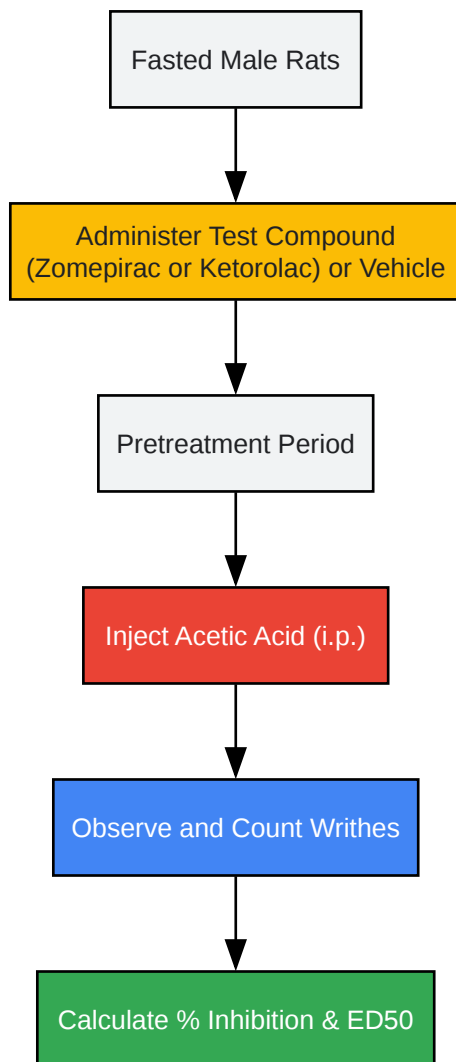 Fasted Male Rats
Administer Test Compound
(Zomepirac or Ketorolac) or Vehicle
Pretreatment Period
Inject Acetic Acid (i.p.)
Observe and Count Writhes
Calculate % Inhibition & ED50